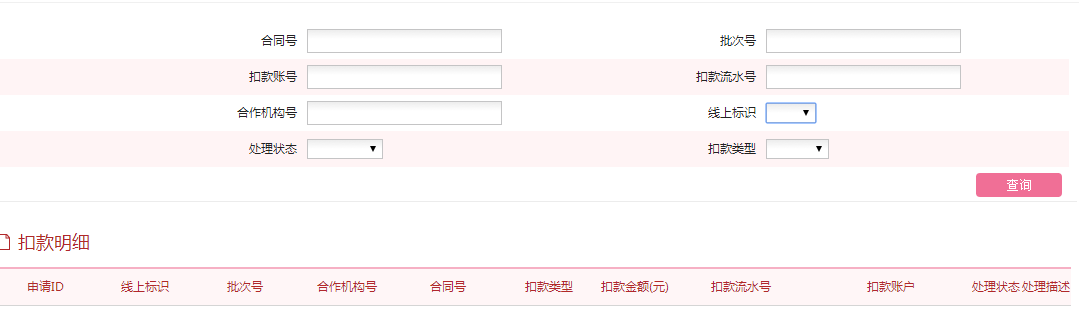 合同号 批次号
扣款账号 扣款流水号
合作机构号 线上标识
处理状态 扣款类型
查询
扣款明细
申请ID 线上标识 批次号 合作机构号 合同号 扣款类型 扣款金额(元) 扣款流水号 扣款账户 处理状态 处理描述